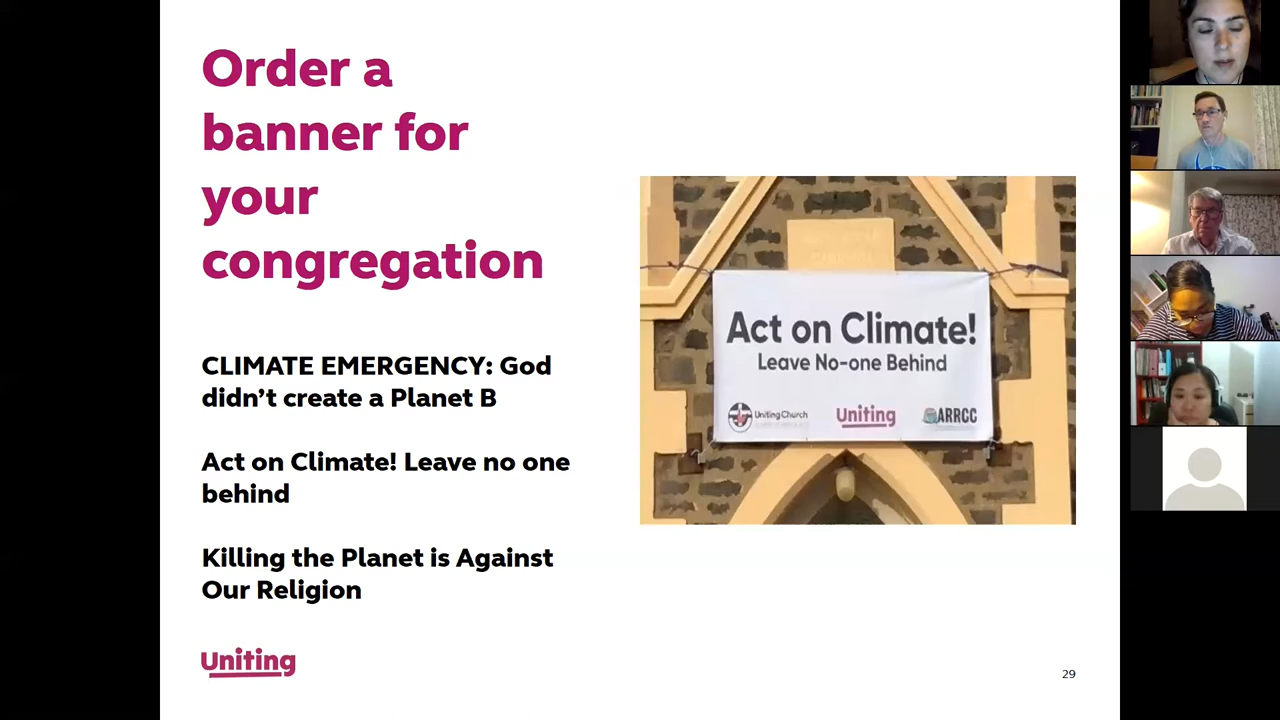 Order a
banner for
your
congregation
CLIMATE EMERGENCY: God
didn’t create a Planet B
Act on Climate! Leave no one
behind
Killing the Planet is Against
Our Religion
Uniting
Act on Climate!
Leave No-one Behind
Uniting Church
Uniting
ARRCC
29